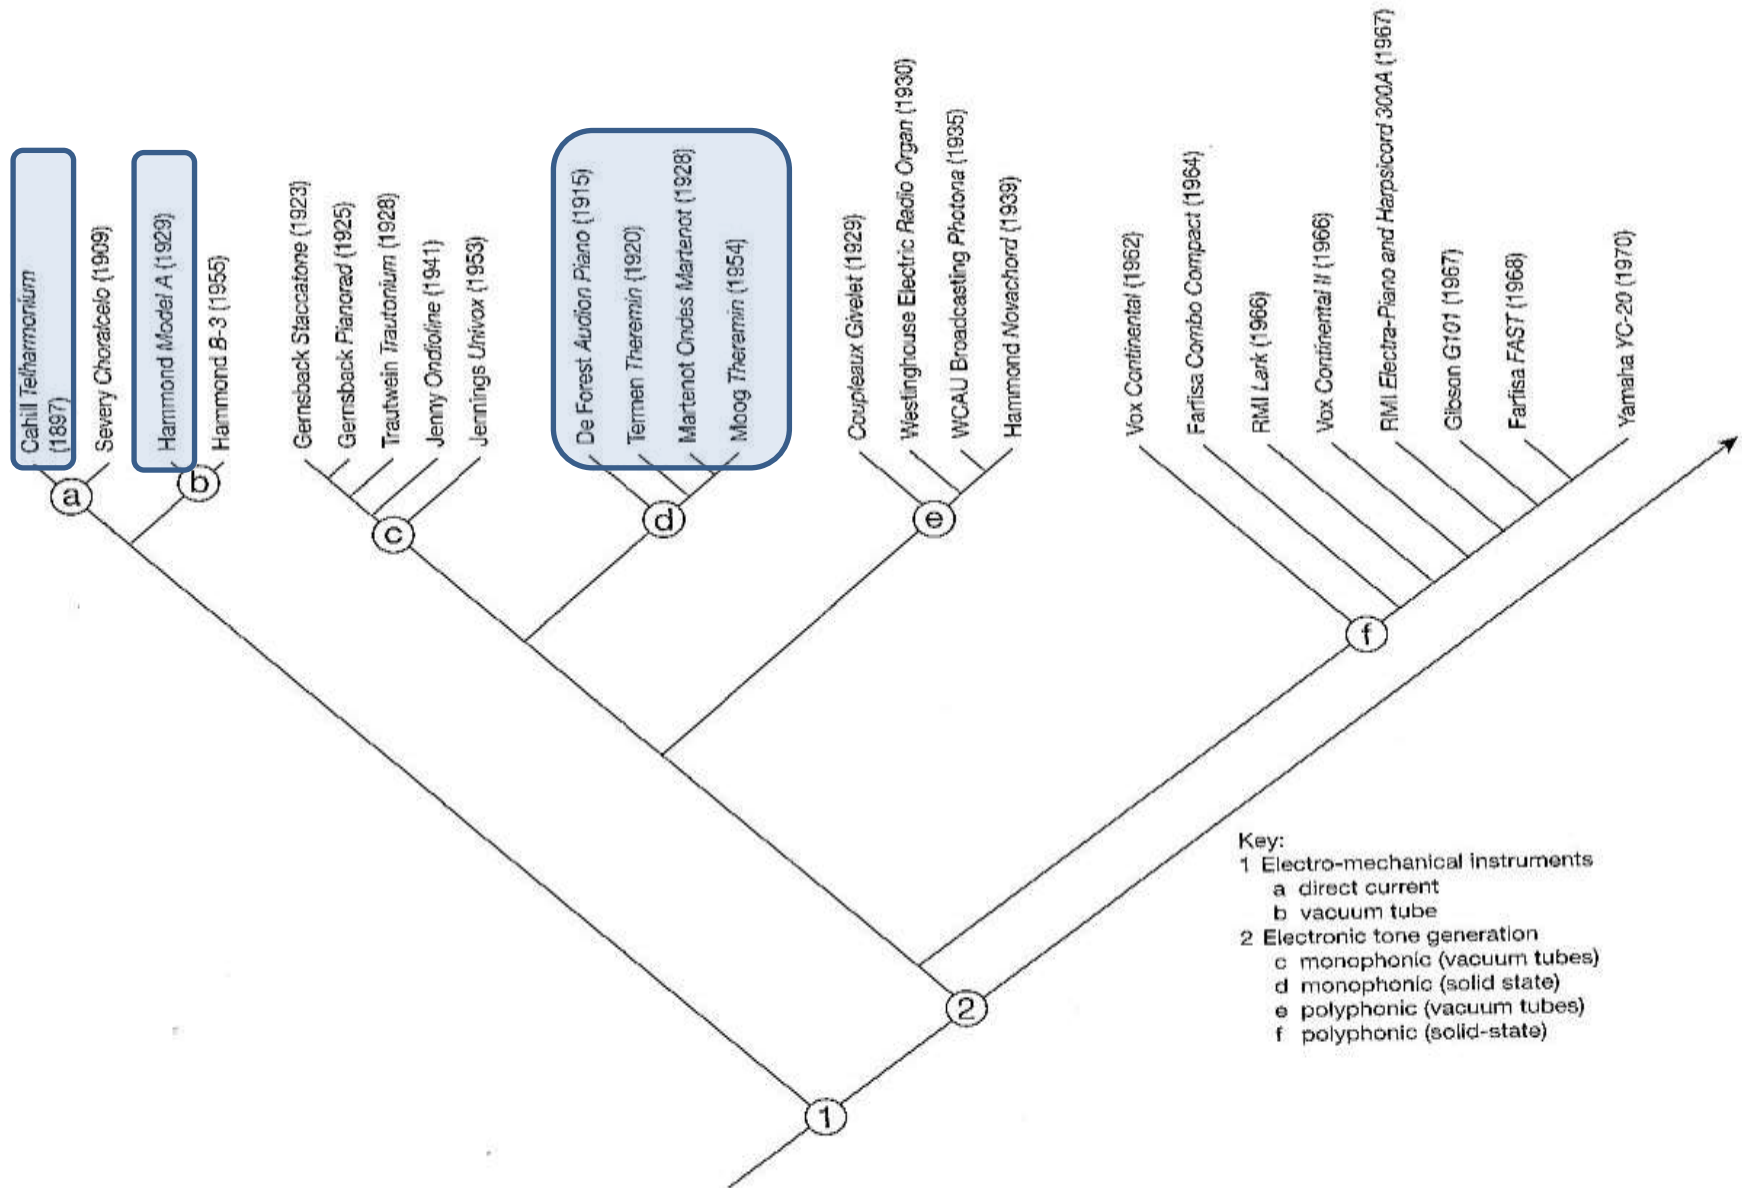 Cahill Telharmonium
(1897)
Severy Choralcelo (1909)
Hammond Model A (1929)
Hammond B-3 (1955)
Gernsback Staccatone (1923)
Gernsback Pianorad (1925)
Trautwein Trautonium (1928)
Jenny Ondioline (1941)
Jennings Univox (1953)
De Forest Audion Piano (1915)
Termen Theremin (1920)
Martenot Ondes Martenot (1928)
Moog Theremin (1954)
Coupleaux Givelet (1929)
Westinghouse Electric Radio Organ (1930)
WCAU Broadcasting Photona (1935)
Hammond Novachord (1939)
Vox Continental (1962)
Farfisa Combo Compact (1964)
RMI Lark (1966)
Vox Continental II (1966)
RMI Electra-Piano and Harpsicord 300A (1967)
Gibson G101 (1967)
Farfisa FAST (1968)
Yamaha YC-20 (1970)
a
b
c
d
e
f
2
1
Key:
1 Electro-mechanical instruments
a direct current
b vacuum tube
2 Electronic tone generation
c monophonic (vacuum tubes)
d monophonic (solid state)
e polyphonic (vacuum tubes)
f polyphonic (solid-state)